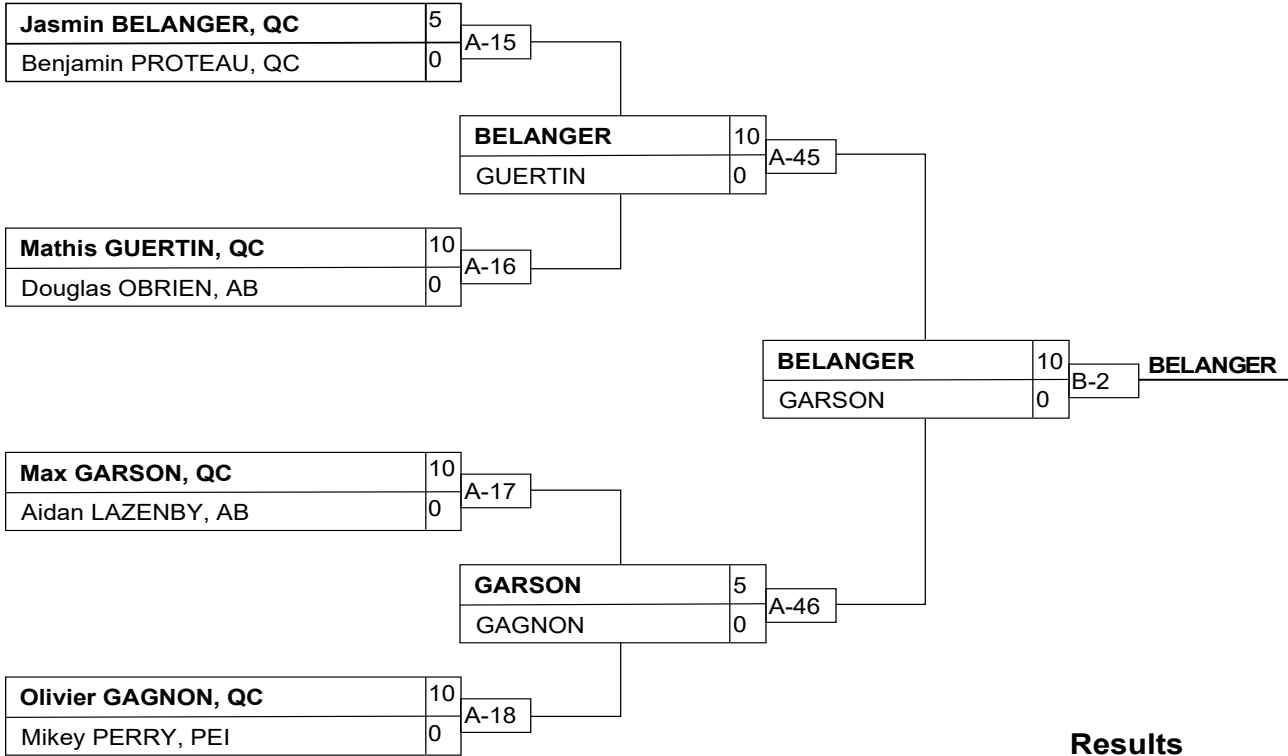 Jasmin BELANGER, QC 5
Benjamin PROTEAU, QC 0
A-15
BELANGER 10
GUERTIN 0
A-45
Mathis GUERTIN, QC 10
Douglas OBRIEN, AB 0
A-16
BELANGER 10
GARSON 0
B-2
BELANGER
Max GARSON, QC 10
Aidan LAZENBY, AB 0
A-17
GARSON 5
GAGNON 0
A-46
Olivier GAGNON, QC 10
Mikey PERRY, PEI 0
A-18
Results